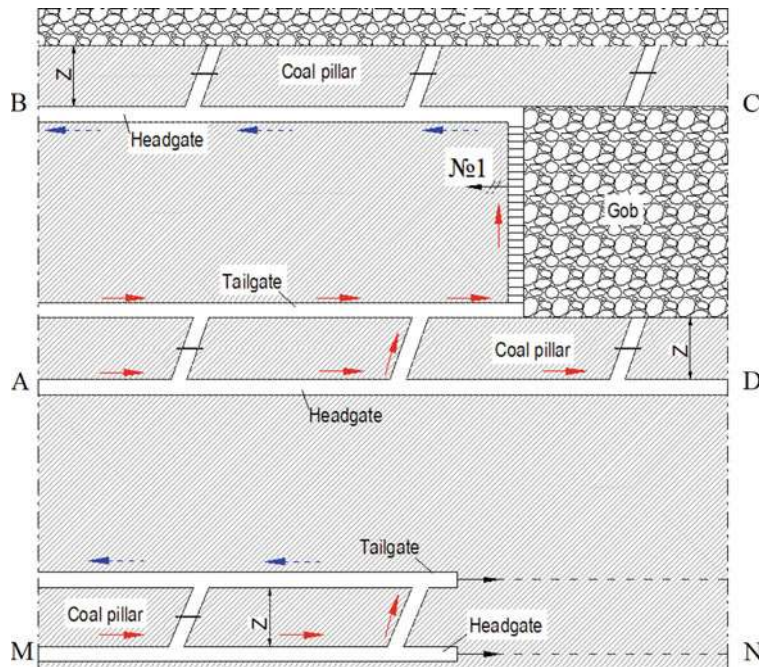 Z
Coal pillar
B
C
Headgate
№1
Gob
Tailgate
Coal pillar
Z
A
D
Headgate
Tailgate
Coal pillar
Z
Headgate
M
N